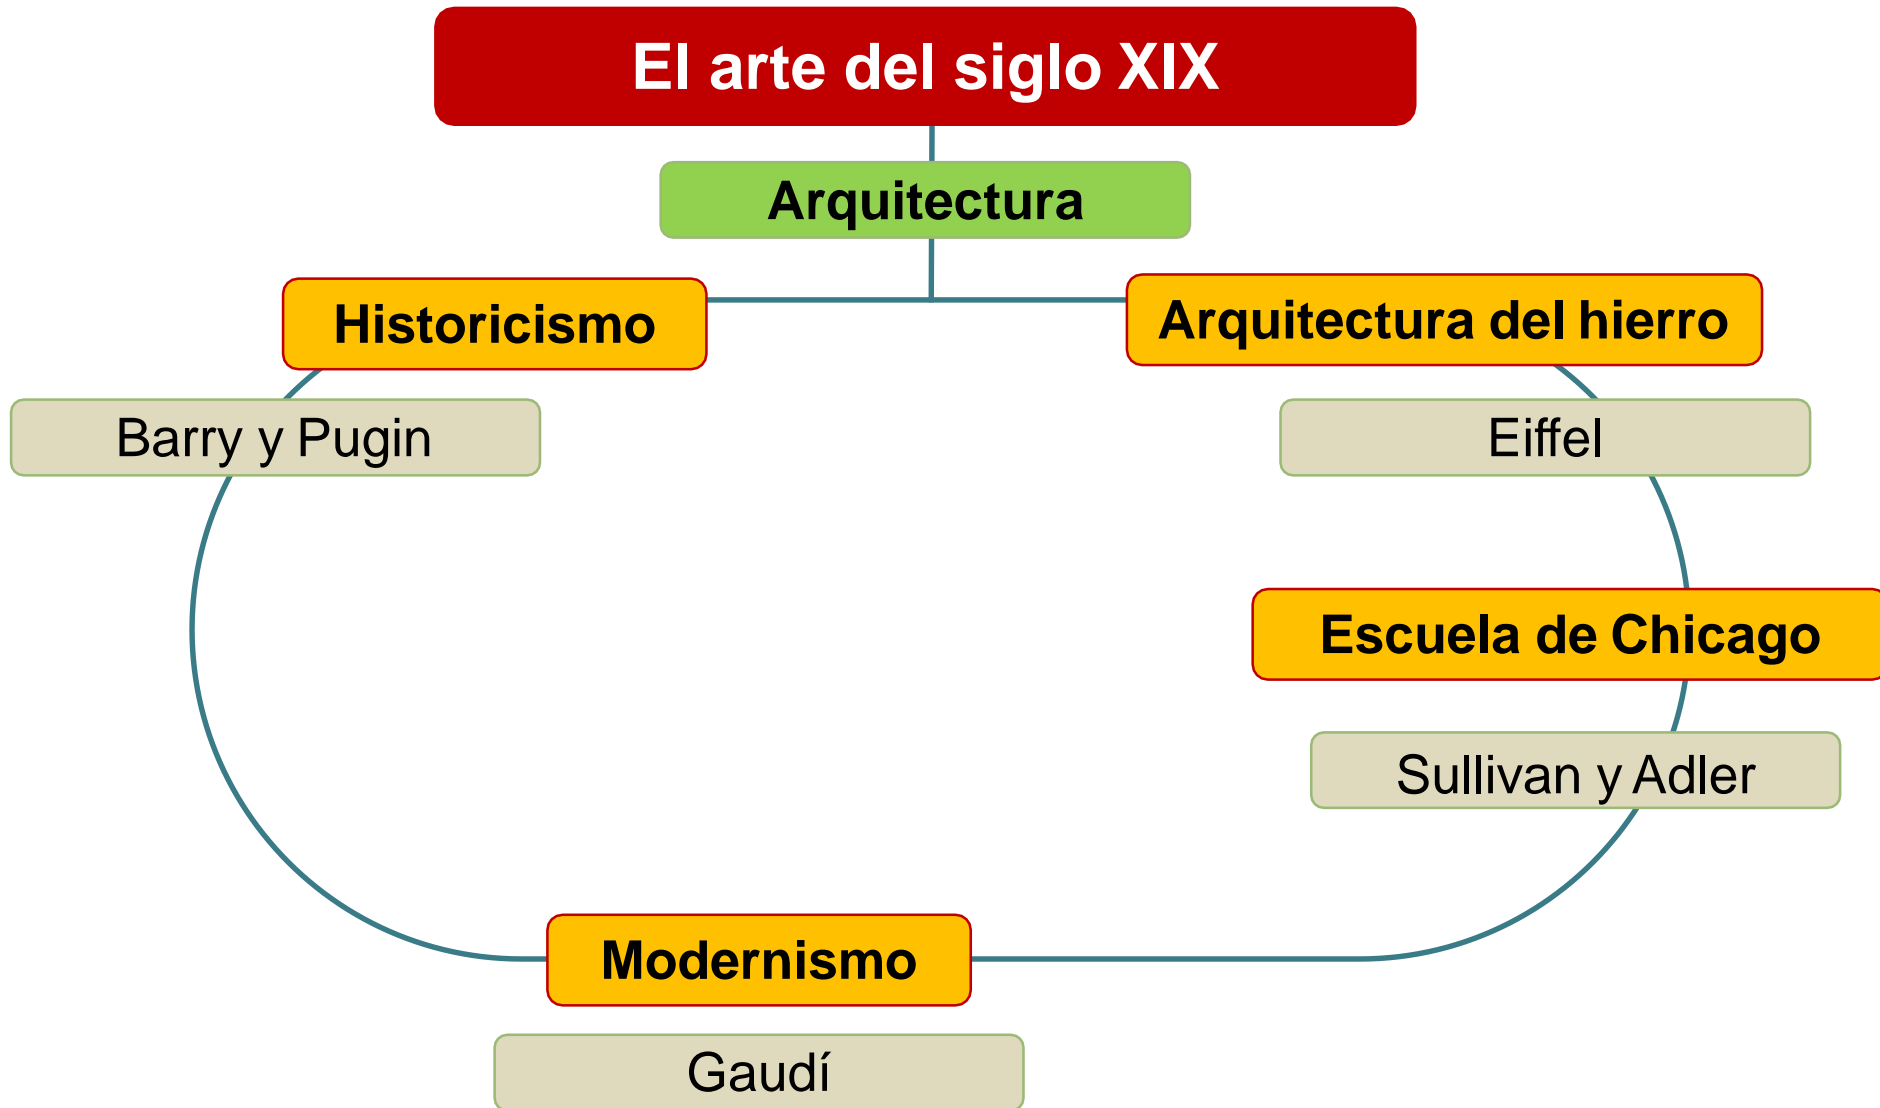 El arte del siglo XIX
Arquitectura
Historicismo
Arquitectura del hierro
Barry y Pugin
Eiffel
Escuela de Chicago
Sullivan y Adler
Modernismo
Gaudí